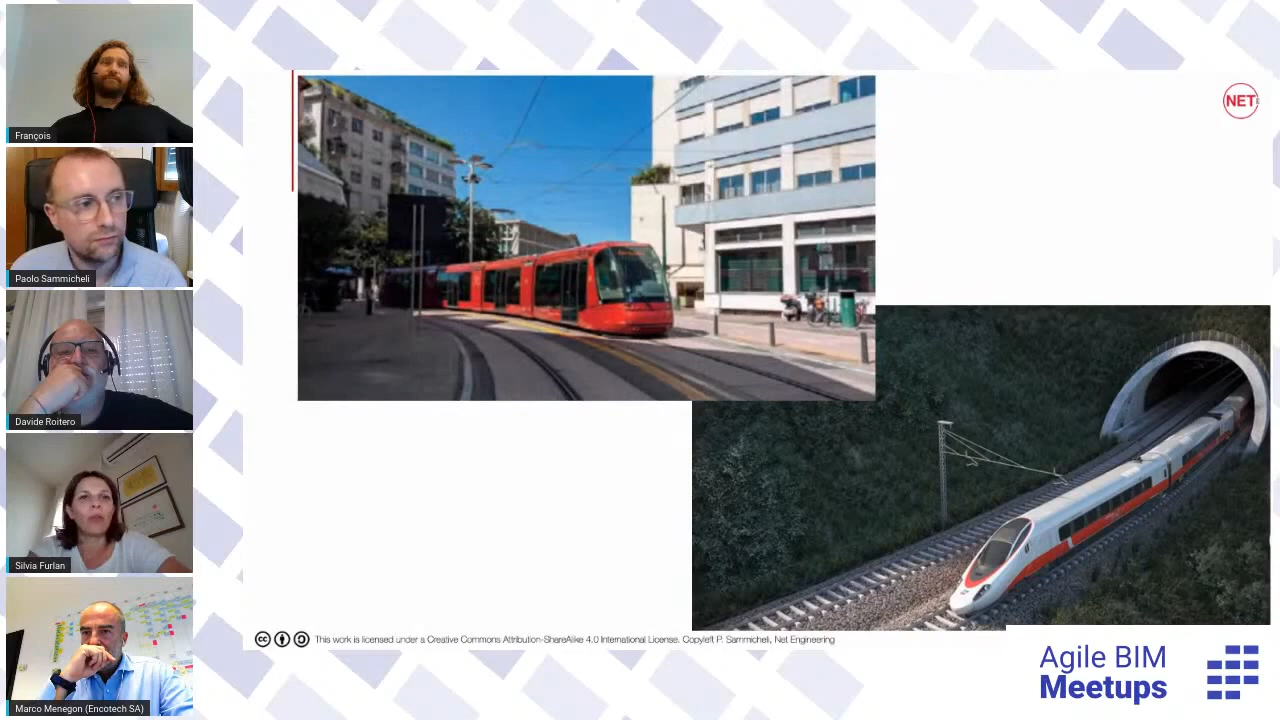 François
Paolo Sammicheli
Davide Roitero
Silvia Furlan
Marco Menegon (Encotech SA)
NET
This work is licensed under a Creative Commons Attribution-ShareAlike 4.0 International License. Copyleft P. Sammicheli, Net Engineering
Agile BIM
Meetups